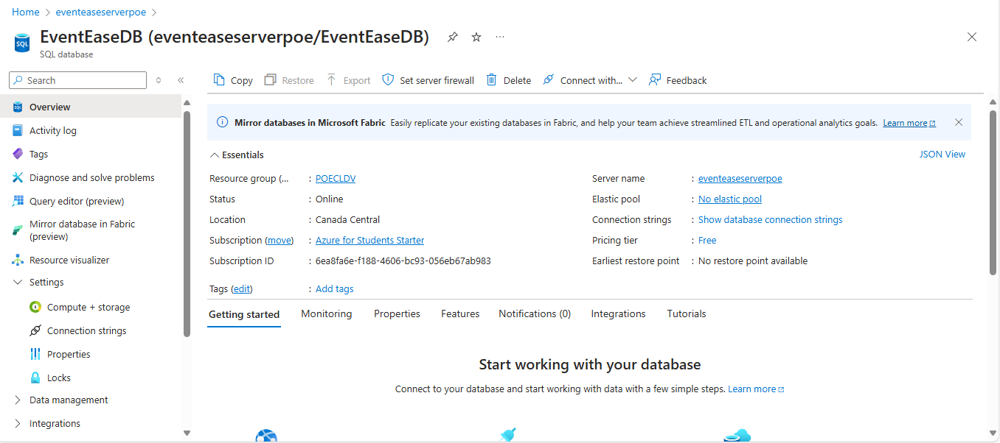 Home > eventeaseserverpoe >
EventEaseDB (eventeaseserverpoe/EventEaseDB) ...
SQL
SQL database
Search
Copy Restore Export Set server firewall Delete Connect with... Feedback
Overview
Activity log
Tags
Diagnose and solve problems
Query editor (preview)
Mirror database in Fabric
(preview)
Resource visualizer
Settings
Compute + storage
Connection strings
Properties
Locks
Data management
Integrations
Mirror databases in Microsoft Fabric Easily replicate your existing databases in Fabric, and help your team achieve streamlined ETL and operational analytics goals. Learn more
Essentials
JSON View
Resource group (... : POECLDV
Status : Online
Location : Canada Central
Subscription (move) : Azure for Students Starter
Subscription ID : 6ea8fa6e-f188-4606-bc93-056eb67ab983
Server name : eventeaseserverpoe
Elastic pool : No elastic pool
Connection strings : Show database connection strings
Pricing tier : Free
Earliest restore point : No restore point available
Tags (edit) : Add tags
Getting started Monitoring Properties Features Notifications (0) Integrations Tutorials
Start working with your database
Connect to your database and start working with data with a few simple steps. Learn more